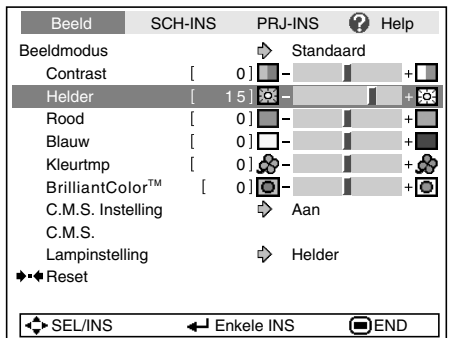 Beeld SCH-INS PRJ-INS ? Help
Beeldmodus Standaard
Contrast [ 0] - +
Helder [ 15] - +
Rood [ 0] - +
Blauw [ 0] - +
Kleurtmp [ 0] - +
BrilliantColor™ [ 0] - +
C.M.S. Instelling Aan
C.M.S.
Lampinstelling Helder
Reset
SEL/INS Enkele INS END